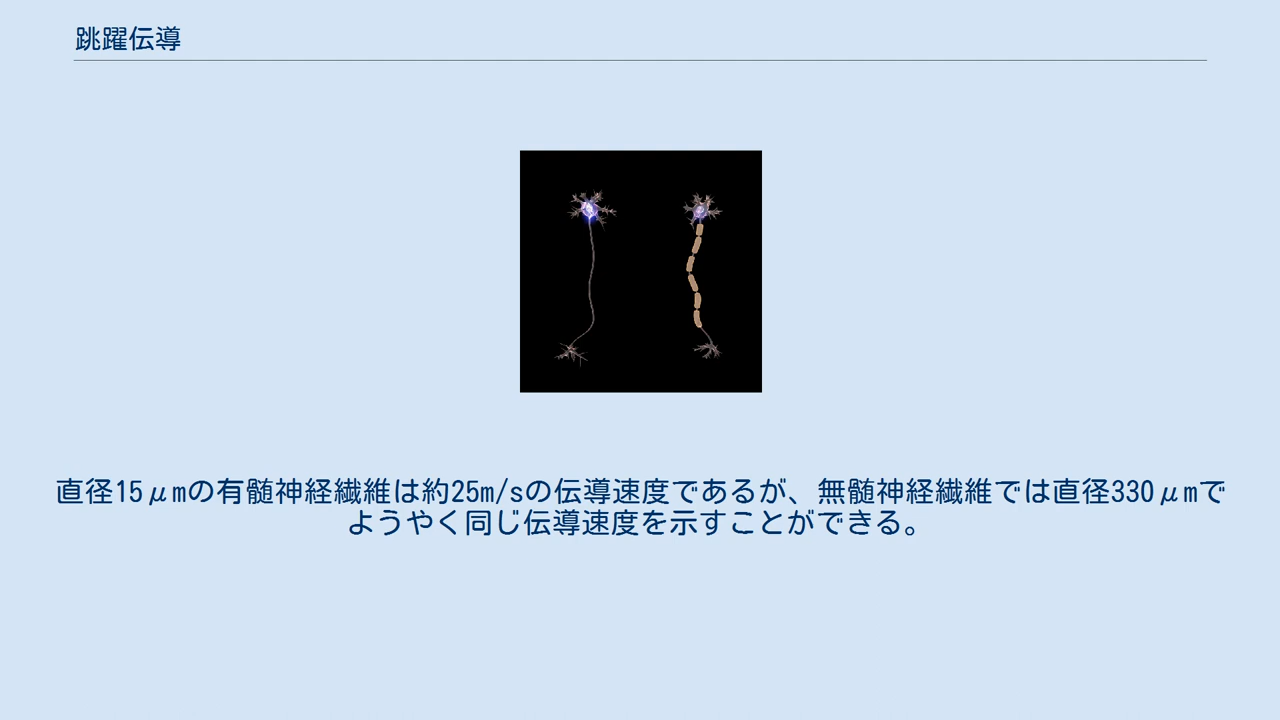 跳躍伝導
直径15μmの有髄神経繊維は約25m/sの伝導速度であるが、無髄神経繊維では直径330μmで
ようやく同じ伝導速度を示すことができる。